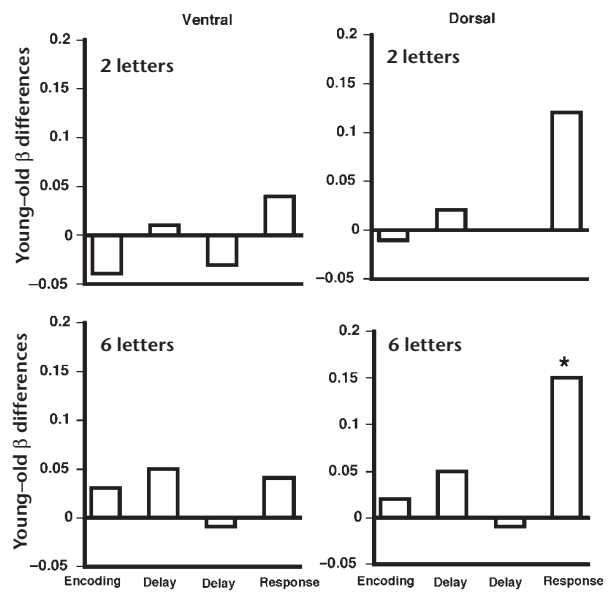 Ventral
Dorsal
Young–old β differences
2 letters
0.2
0.15
0.1
0.05
0
−0.05
2 letters
0.2
0.15
0.1
0.05
0
−0.05
Young–old β differences
6 letters
0.2
0.15
0.1
0.05
0
−0.05
Encoding Delay Delay Response
6 letters
*
0.2
0.15
0.1
0.05
0
−0.05
Encoding Delay Delay Response